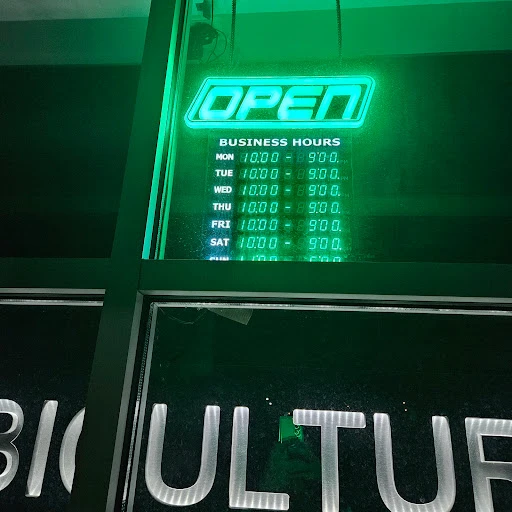 OPEN
BUSINESS HOURS
MON 10:00 - 9:00
TUE 10:00 - 9:00
WED 10:00 - 9:00
THU 10:00 - 9:00
FRI 10:00 - 9:00
SAT 10:00 - 9:00
BICULTUR